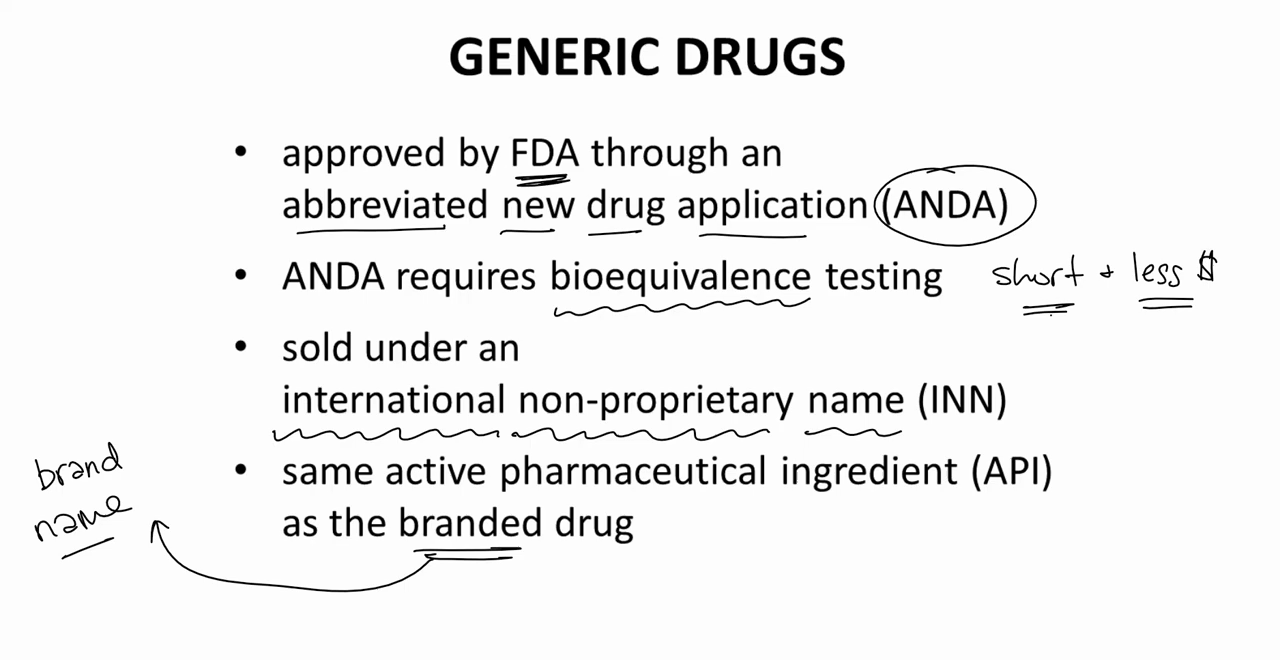 GENERIC DRUGS
• approved by FDA through an
abbreviated new drug application (ANDA)
• ANDA requires bioequivalence testing short + less $
• sold under an
international non-proprietary name (INN)
• same active pharmaceutical ingredient (API)
as the branded drug
brand
name